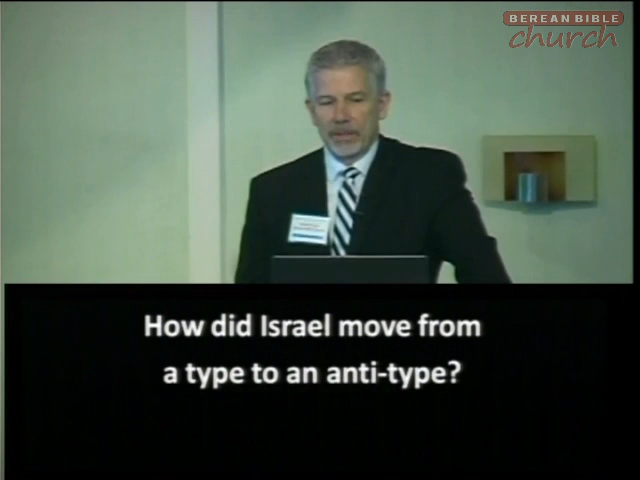 BEREAN BIBLE
church
How did Israel move from
a type to an anti-type?